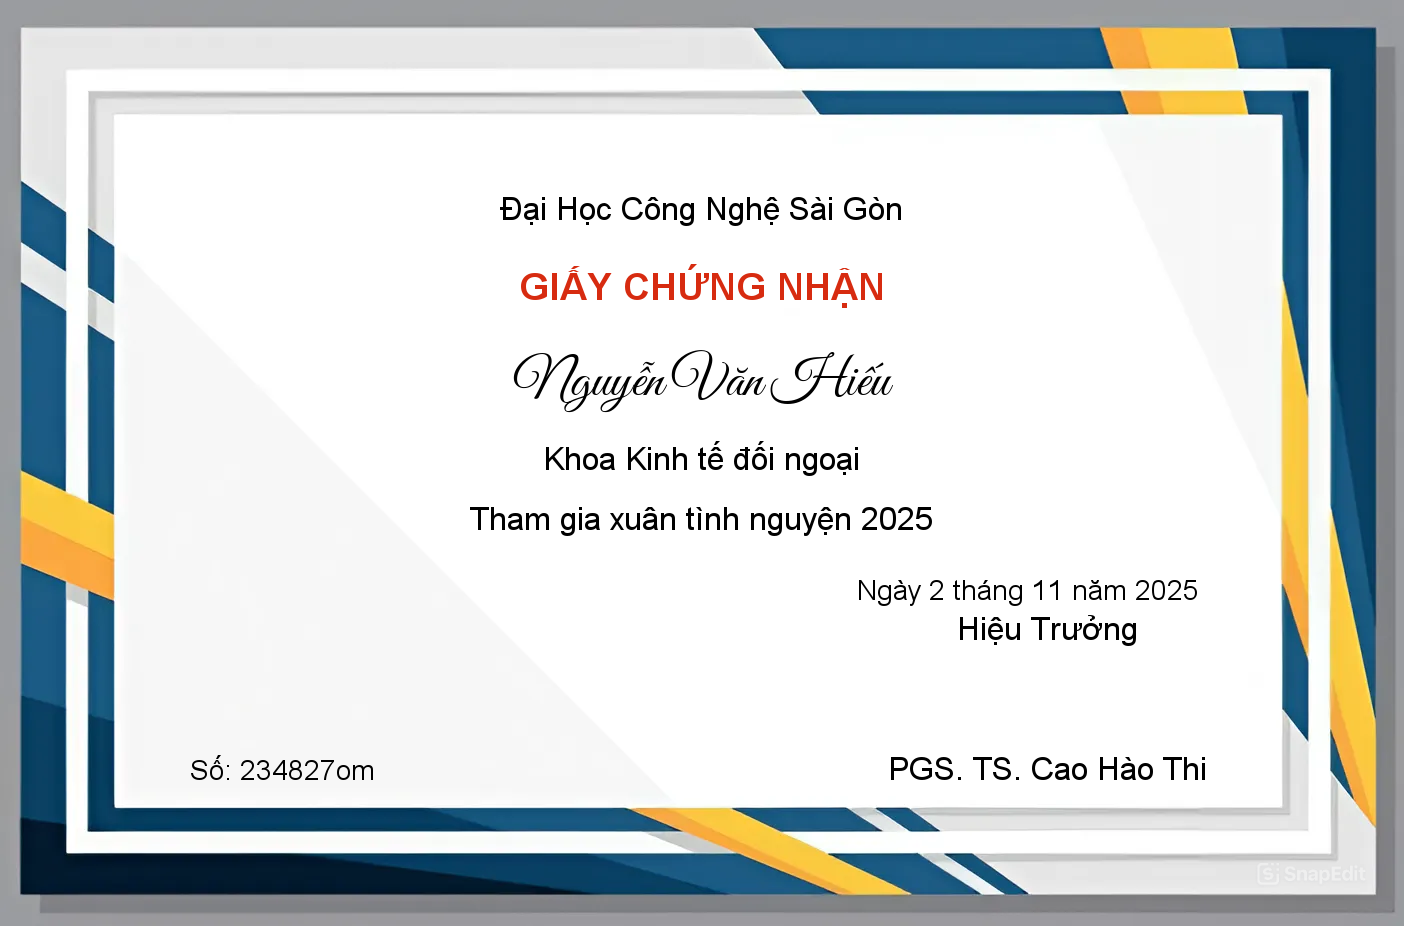 Đại Học Công Nghệ Sài Gòn
GIẤY CHỨNG NHẬN
Nguyễn Văn Hiếu
Khoa Kinh tế đối ngoại
Tham gia xuân tình nguyện 2025
Ngày 2 tháng 11 năm 2025
Hiệu Trưởng
Số: 234827om
PGS. TS. Cao Hào Thi
SnapEdit